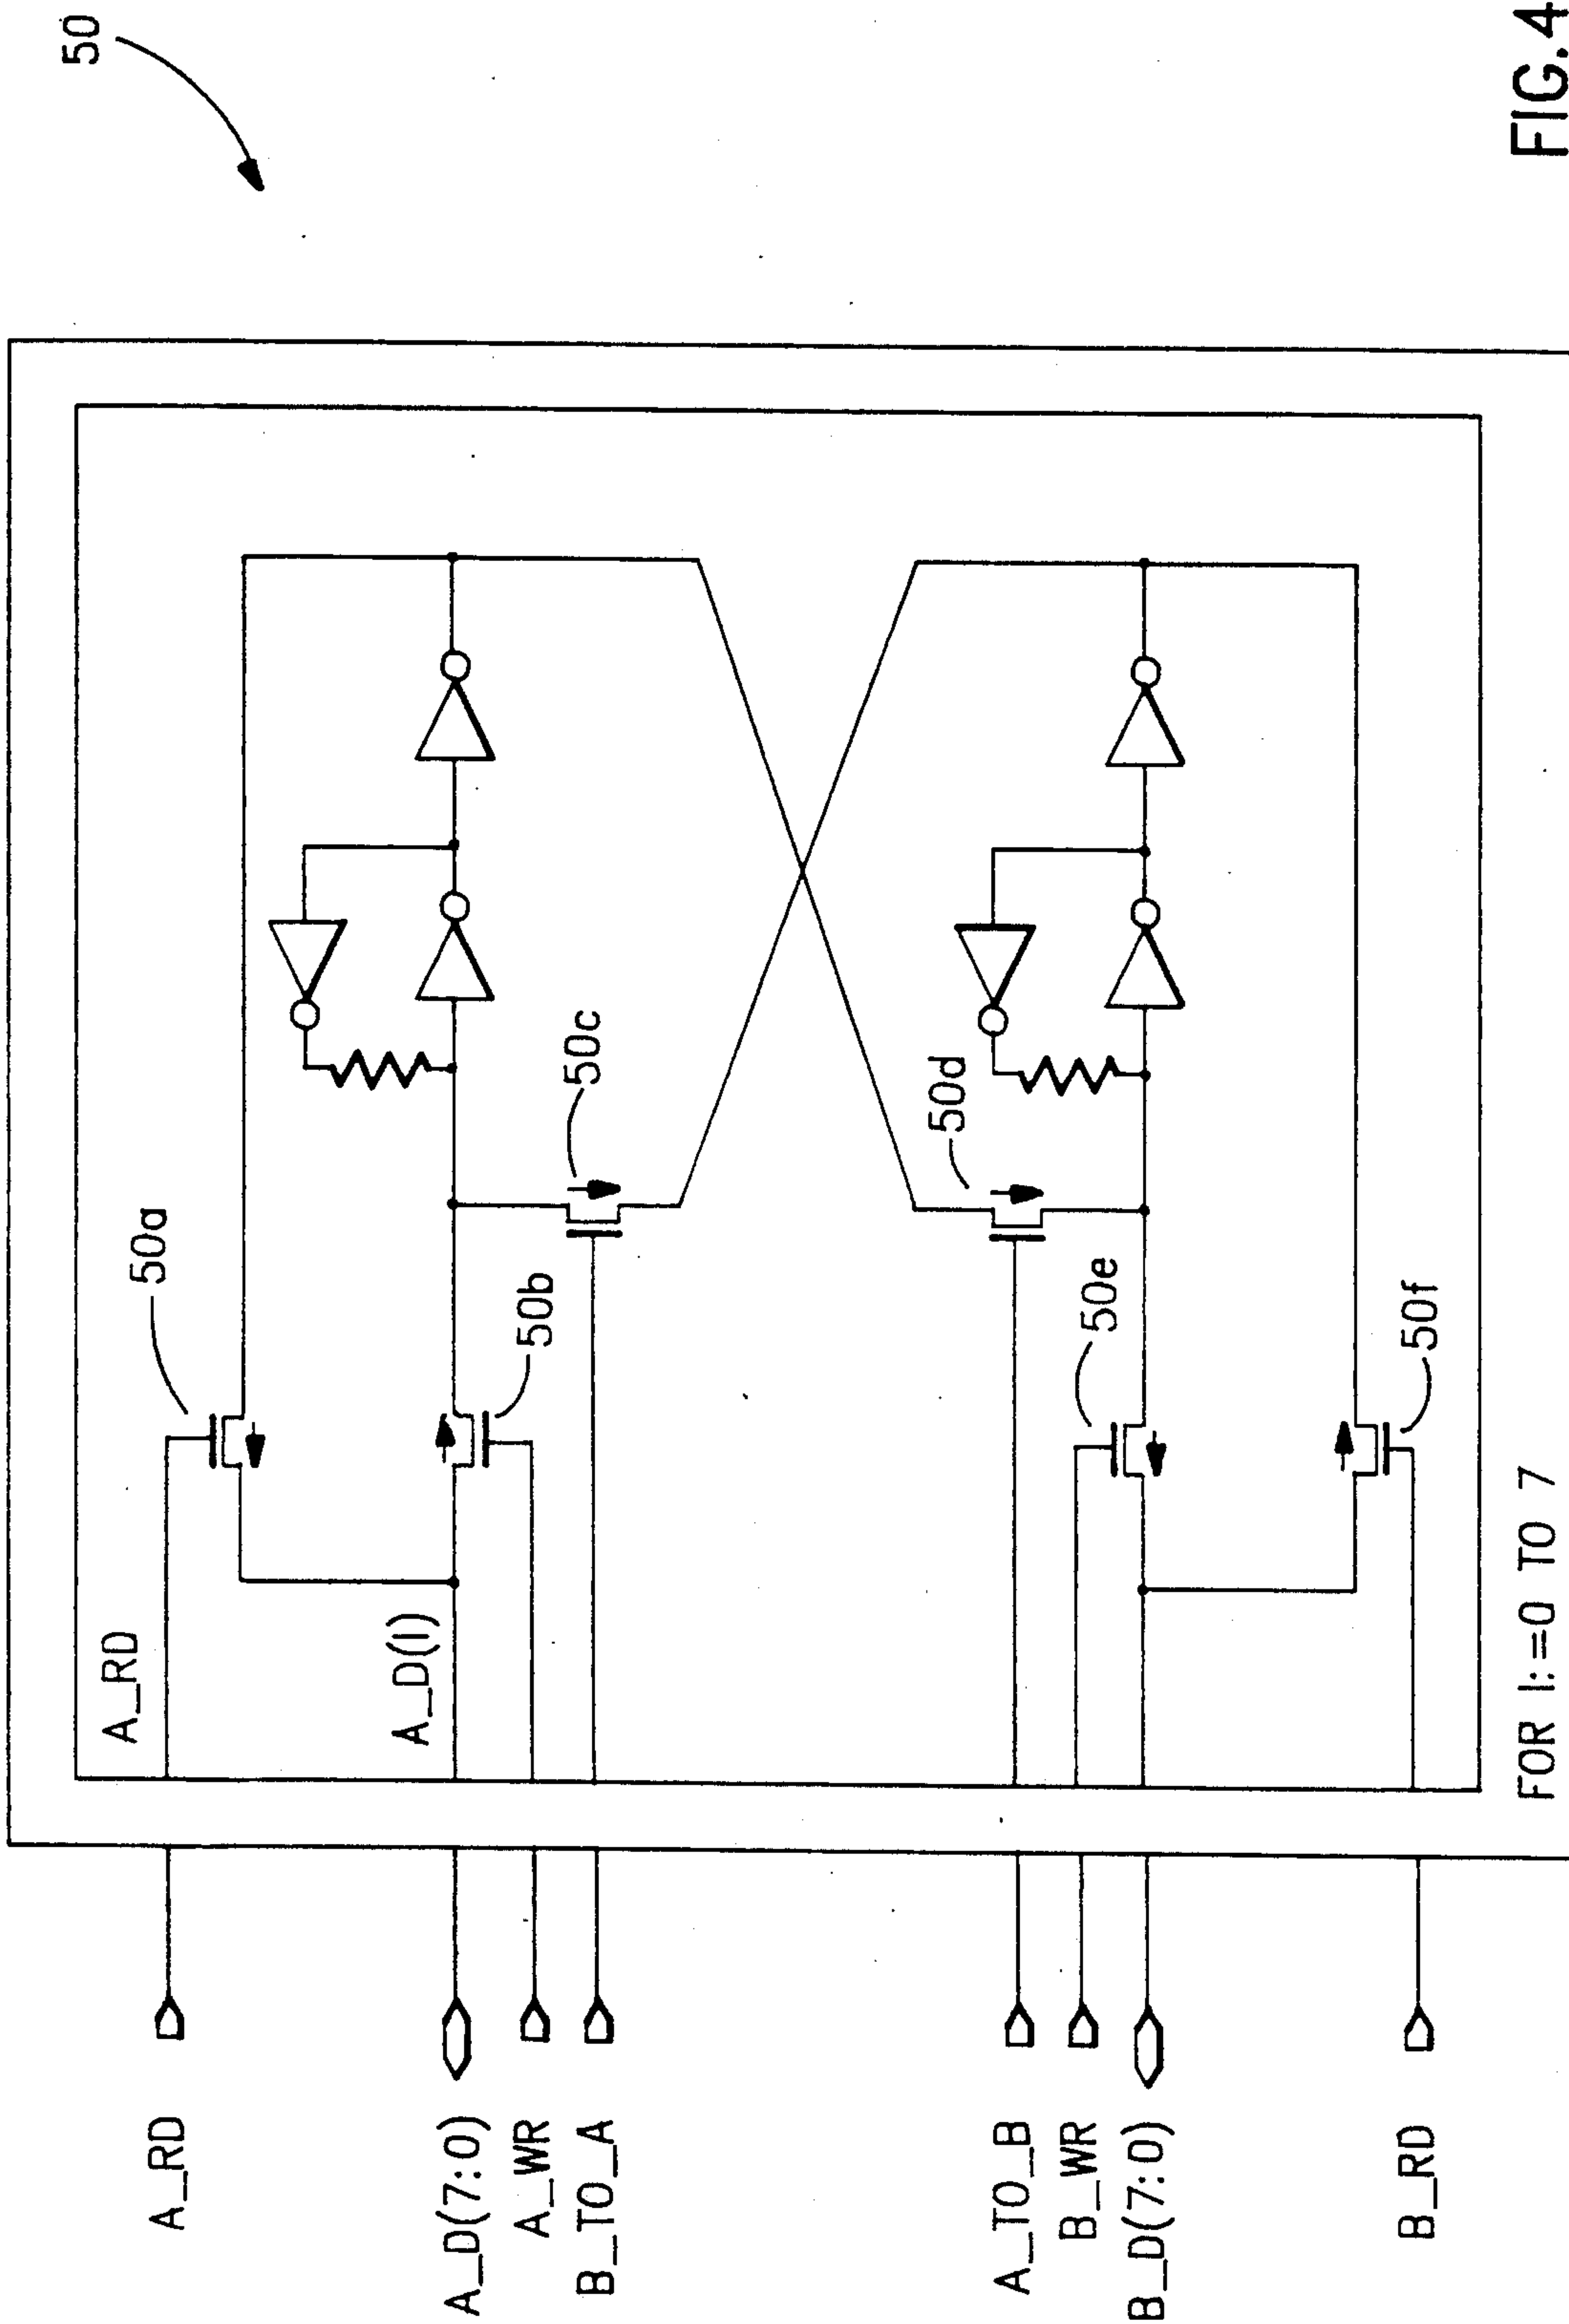 50
A_RD
A_D(7:0)
A_WR
B_TO_A
A_TO_B
B_WR
B_D(7:0)
B_RD
A_RD
A_D(I)
50a
50b
50c
50d
50e
50f
FOR I:=0 TO 7
FIG.4